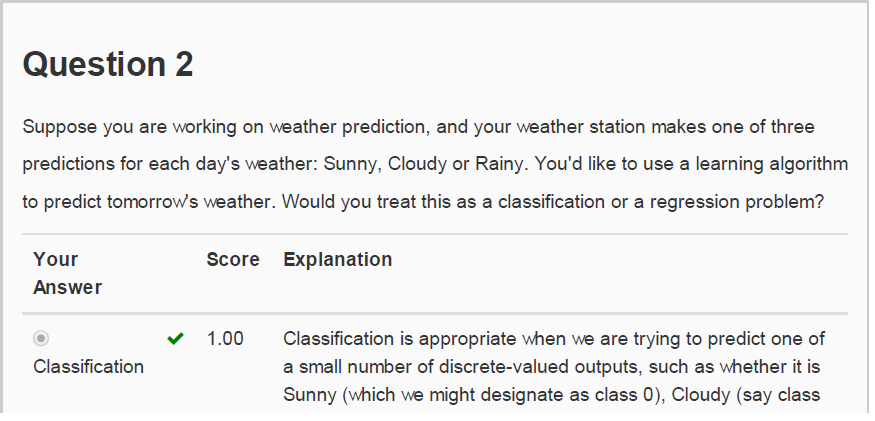 Question 2
Suppose you are working on weather prediction, and your weather station makes one of three
predictions for each day's weather: Sunny, Cloudy or Rainy. You'd like to use a learning algorithm
to predict tomorrow's weather. Would you treat this as a classification or a regression problem?
Your Answer Score Explanation
Classification 1.00 Classification is appropriate when we are trying to predict one of
a small number of discrete-valued outputs, such as whether it is
Sunny (which we might designate as class 0), Cloudy (say class